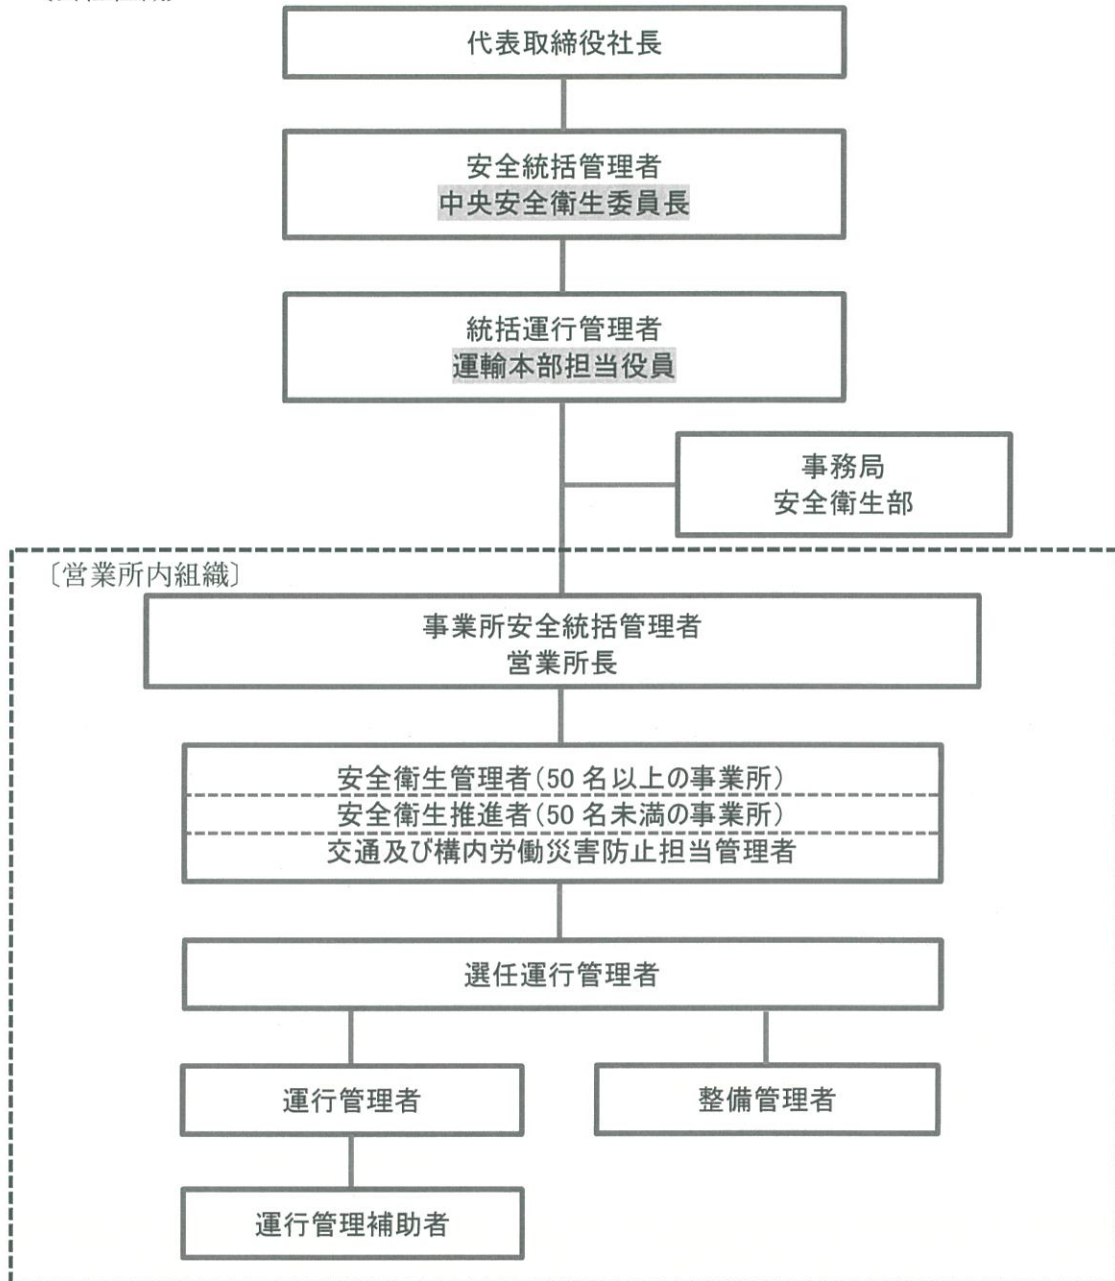 代表取締役社長
安全統括管理者
中央安全衛生委員長
統括運行管理者
運輸本部担当役員
事務局
安全衛生部
〔営業所内組織〕
事業所安全統括管理者
営業所長
安全衛生管理者(50名以上の事業所)
安全衛生推進者(50名未満の事業所)
交通及び構内労働災害防止担当管理者
選任運行管理者
運行管理者
整備管理者
運行管理補助者